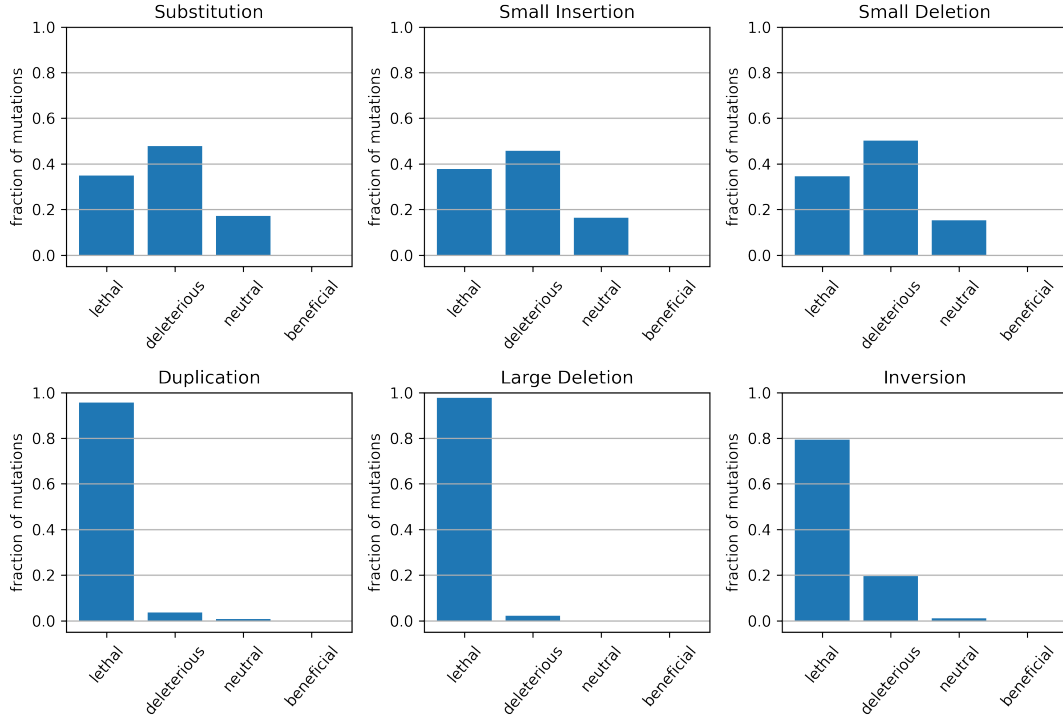 Substitution
fraction of mutations
1.0
0.8
0.6
0.4
0.2
0.0
lethal
deleterious
neutral
beneficial
Small Insertion
fraction of mutations
1.0
0.8
0.6
0.4
0.2
0.0
lethal
deleterious
neutral
beneficial
Small Deletion
fraction of mutations
1.0
0.8
0.6
0.4
0.2
0.0
lethal
deleterious
neutral
beneficial
Duplication
fraction of mutations
1.0
0.8
0.6
0.4
0.2
0.0
lethal
deleterious
neutral
beneficial
Large Deletion
fraction of mutations
1.0
0.8
0.6
0.4
0.2
0.0
lethal
deleterious
neutral
beneficial
Inversion
fraction of mutations
1.0
0.8
0.6
0.4
0.2
0.0
lethal
deleterious
neutral
beneficial